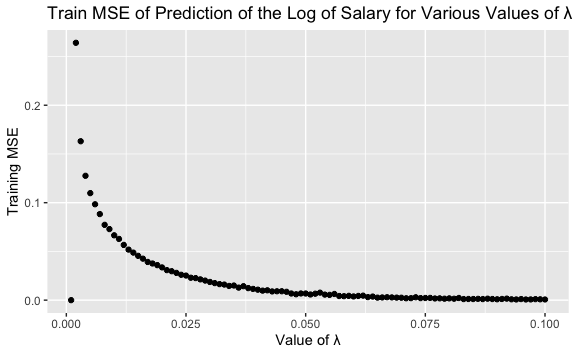 Train MSE of Prediction of the Log of Salary for Various Values of λ
Training MSE
0.2
0.1
0.0
0.000 0.025 0.050 0.075 0.100
Value of λ